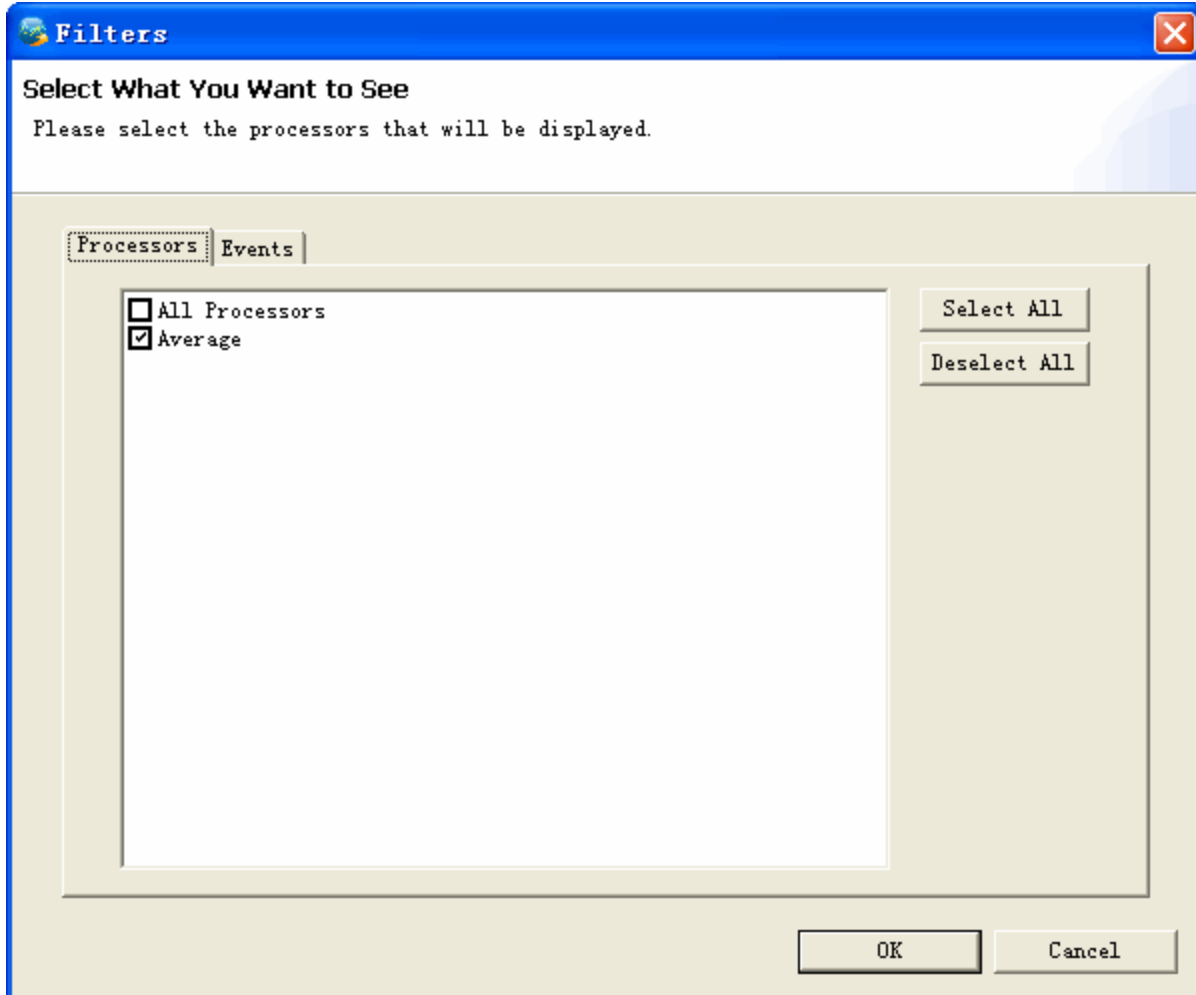 Filters
Select What You Want to See
Please select the processors that will be displayed.
Processors Events
All Processors
Average
Select All
Deselect All
OK Cancel